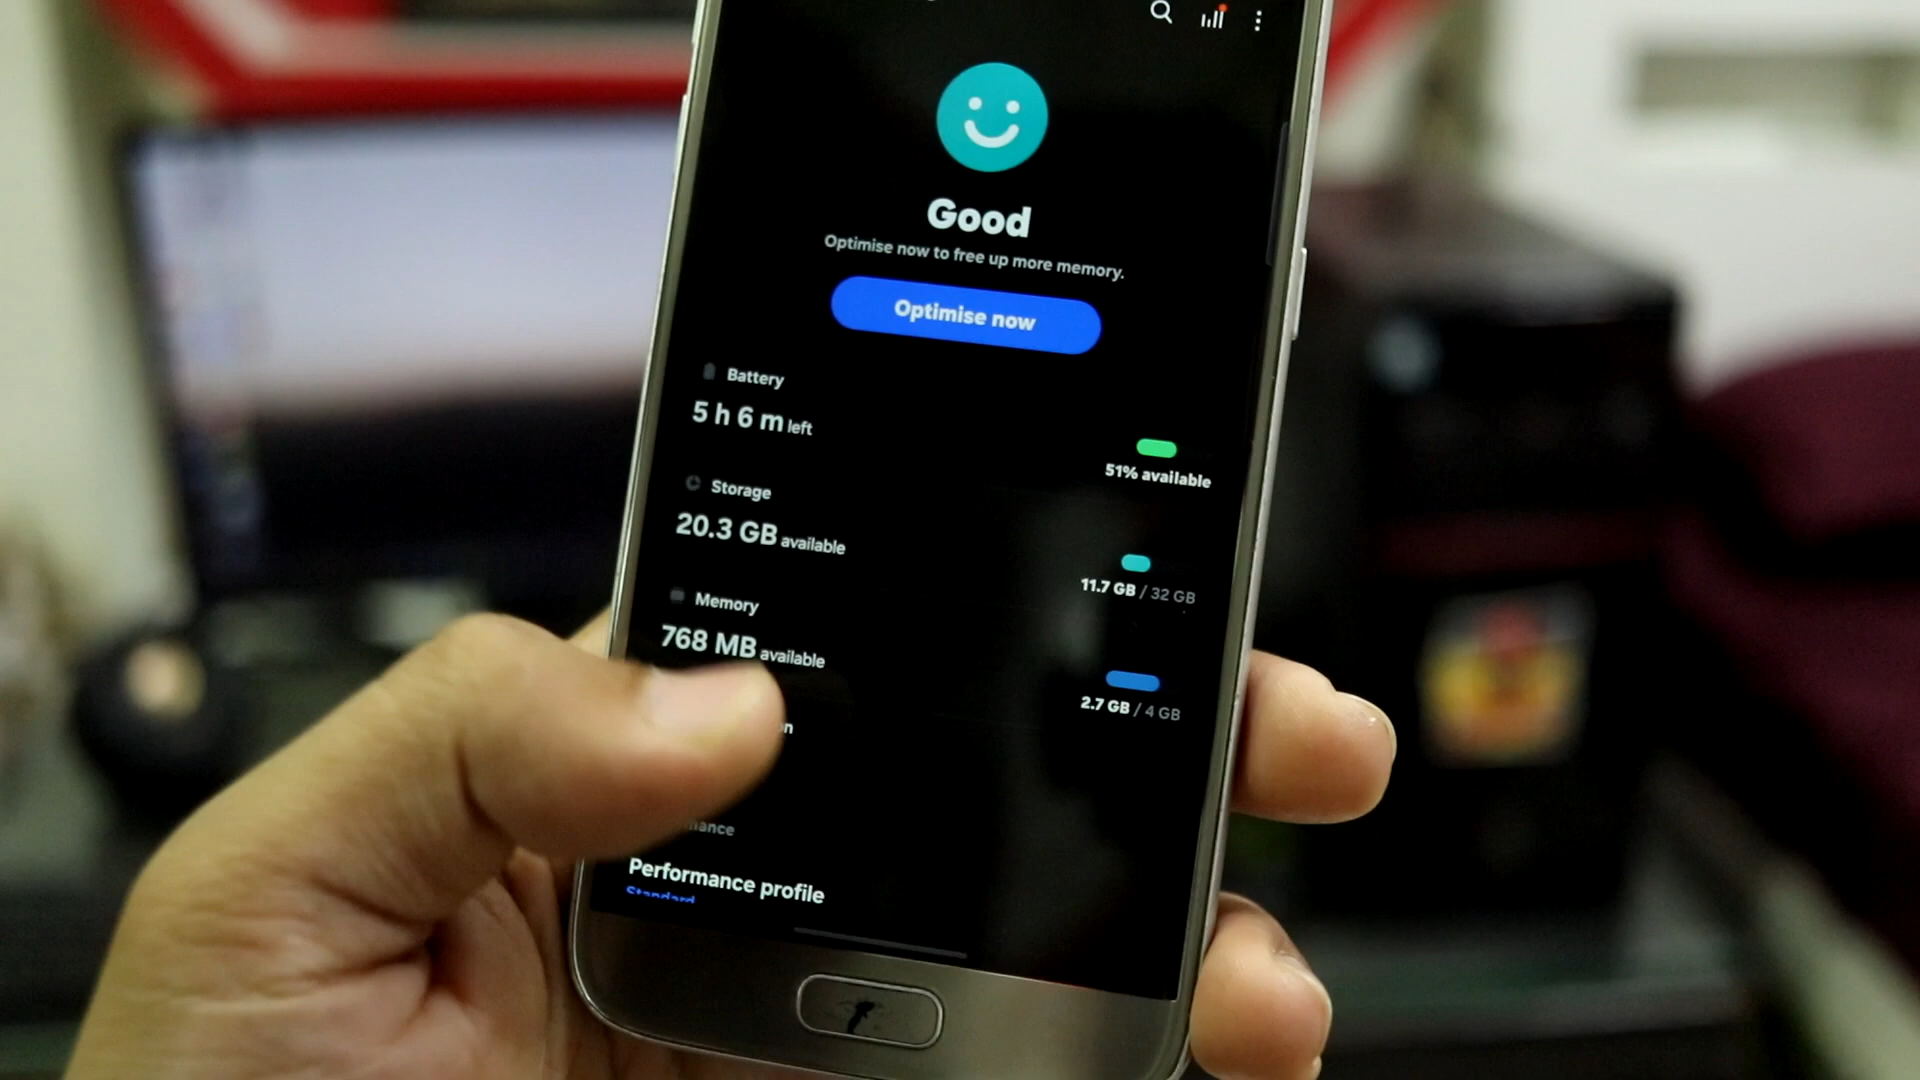 Good
Optimise now to free up more memory.
Optimise now
Battery
5 h 6 m left
51% available
Storage
20.3 GB available
11.7 GB / 32 GB
Memory
768 MB available
2.7 GB / 4 GB
Performance profile
Standard